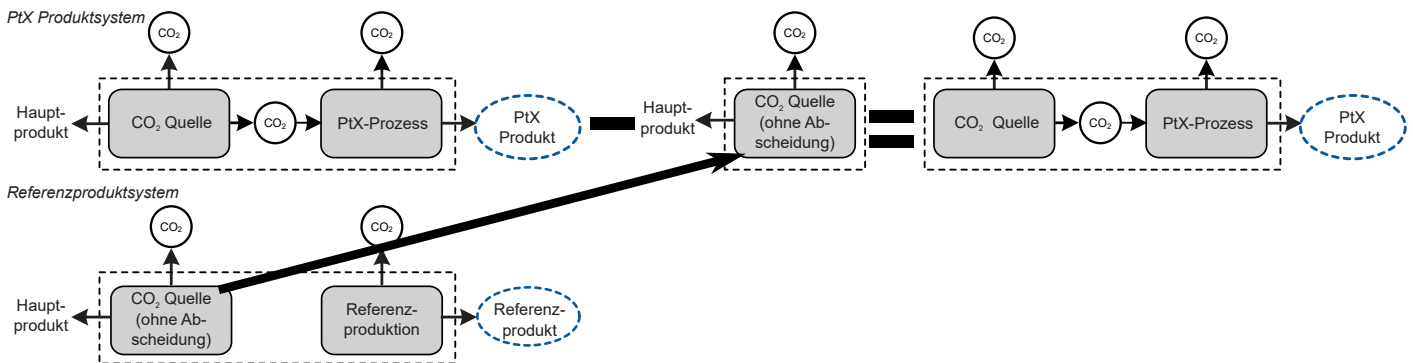 PtX Produktsystem
CO₂
CO₂
CO₂
CO₂
CO₂
Haupt-
produkt
CO₂ Quelle
CO₂
PtX-Prozess
PtX
Produkt
Haupt-
produkt
CO₂ Quelle
(ohne Ab-
scheidung)
CO₂ Quelle
CO₂
PtX-Prozess
PtX
Produkt
Referenzproduktsystem
CO₂
CO₂
Haupt-
produkt
CO₂ Quelle
(ohne Ab-
scheidung)
Referenz-
produktion
Referenz-
produkt